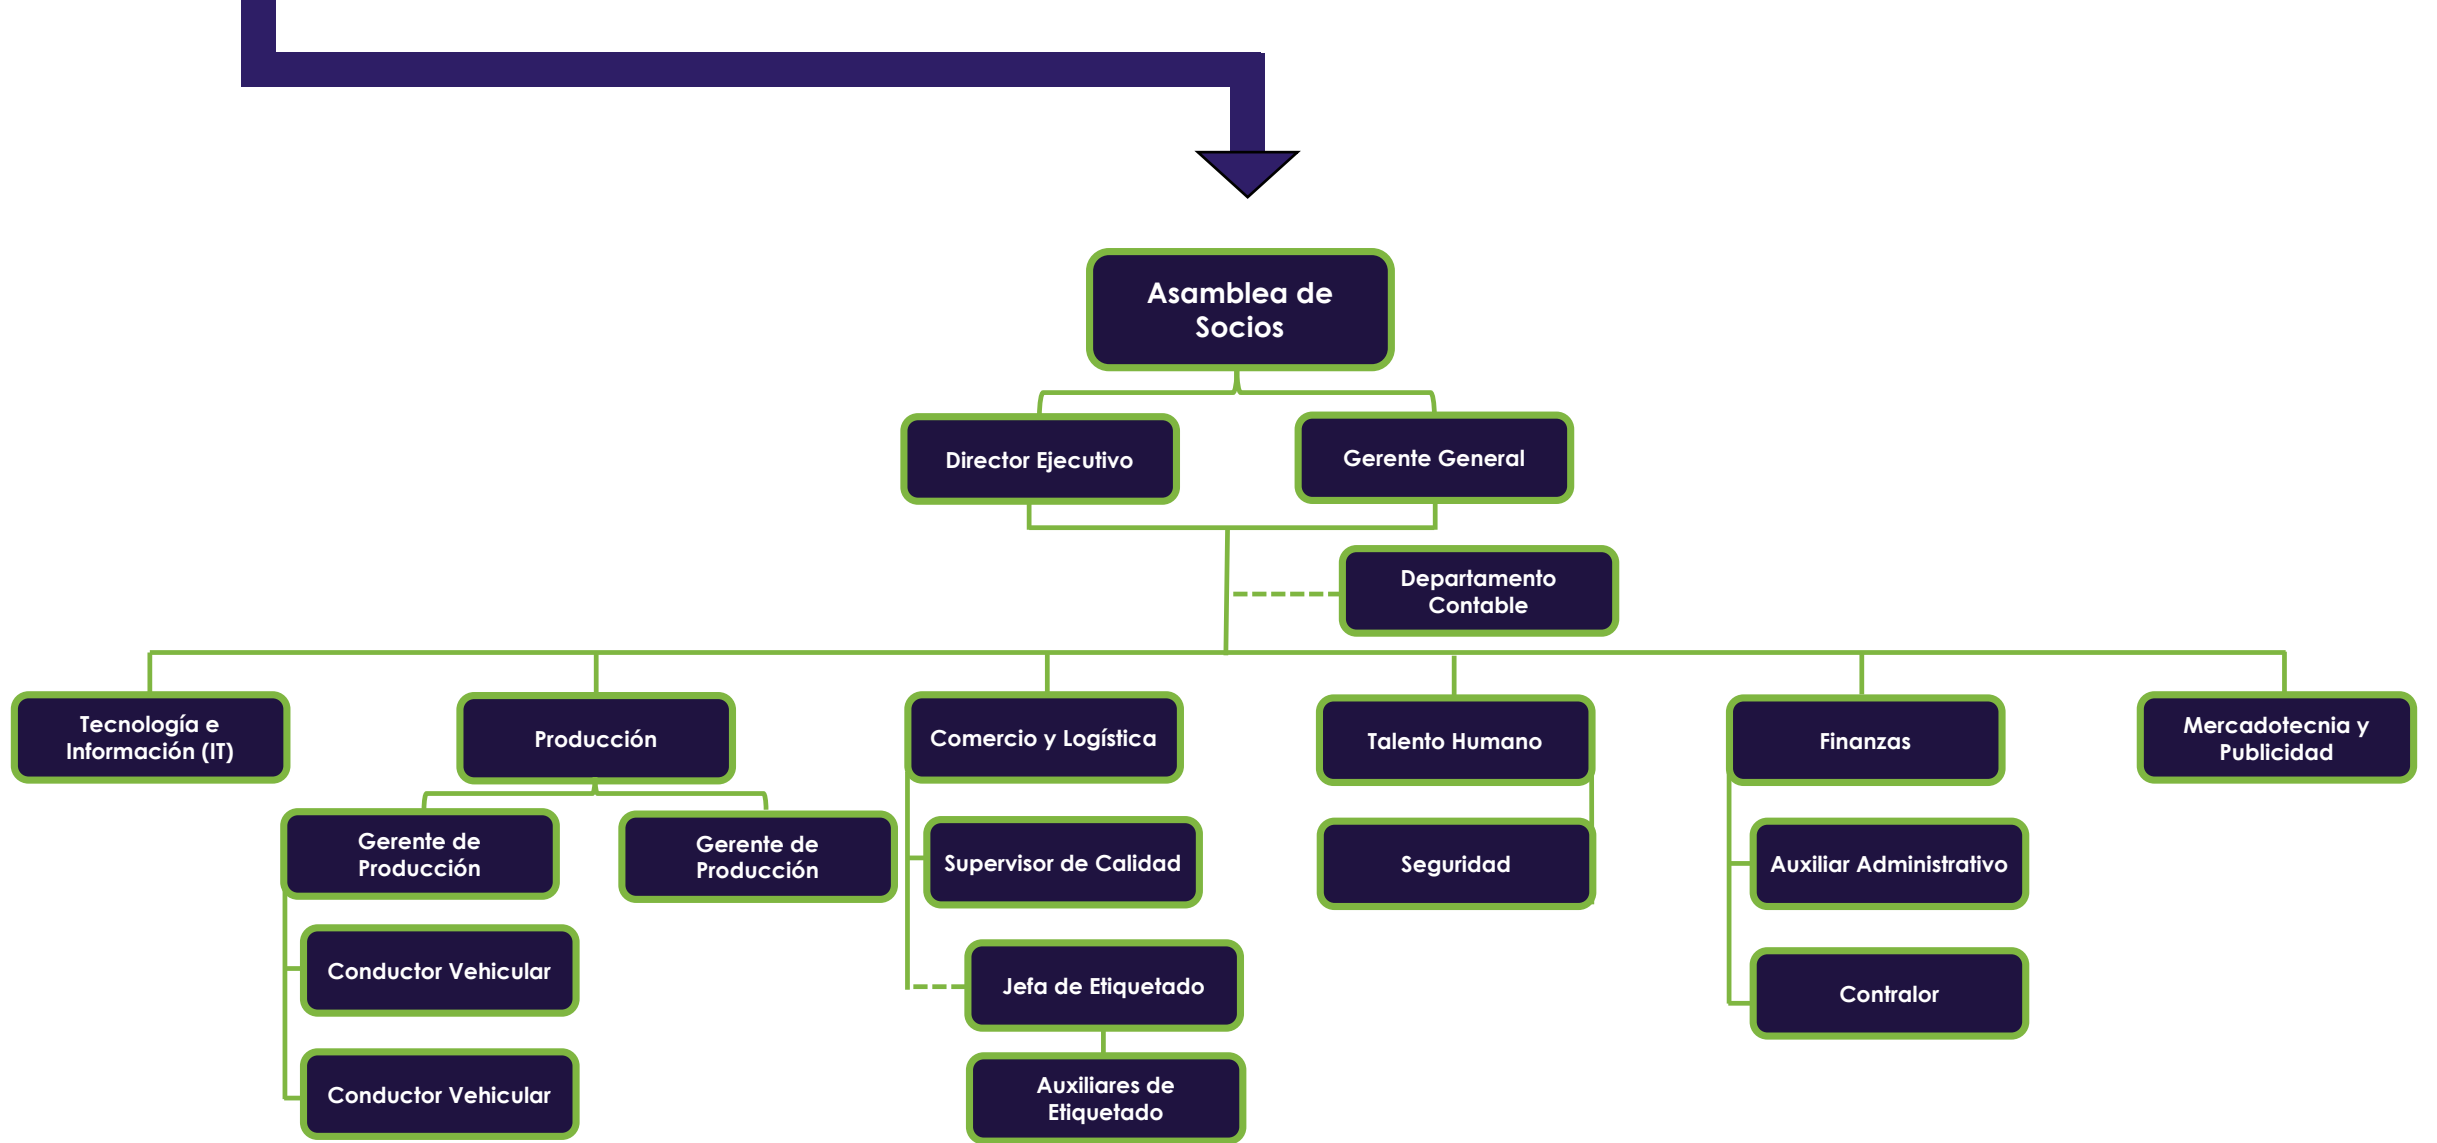 Asamblea de
Socios
Director Ejecutivo
Gerente General
Departamento
Contable
Tecnología e
Información (IT)
Producción
Comercio y Logística
Talento Humano
Finanzas
Mercadotecnia y
Publicidad
Gerente de
Producción
Gerente de
Producción
Supervisor de Calidad
Seguridad
Auxiliar Administrativo
Conductor Vehicular
Jefa de Etiquetado
Contralor
Conductor Vehicular
Auxiliares de
Etiquetado